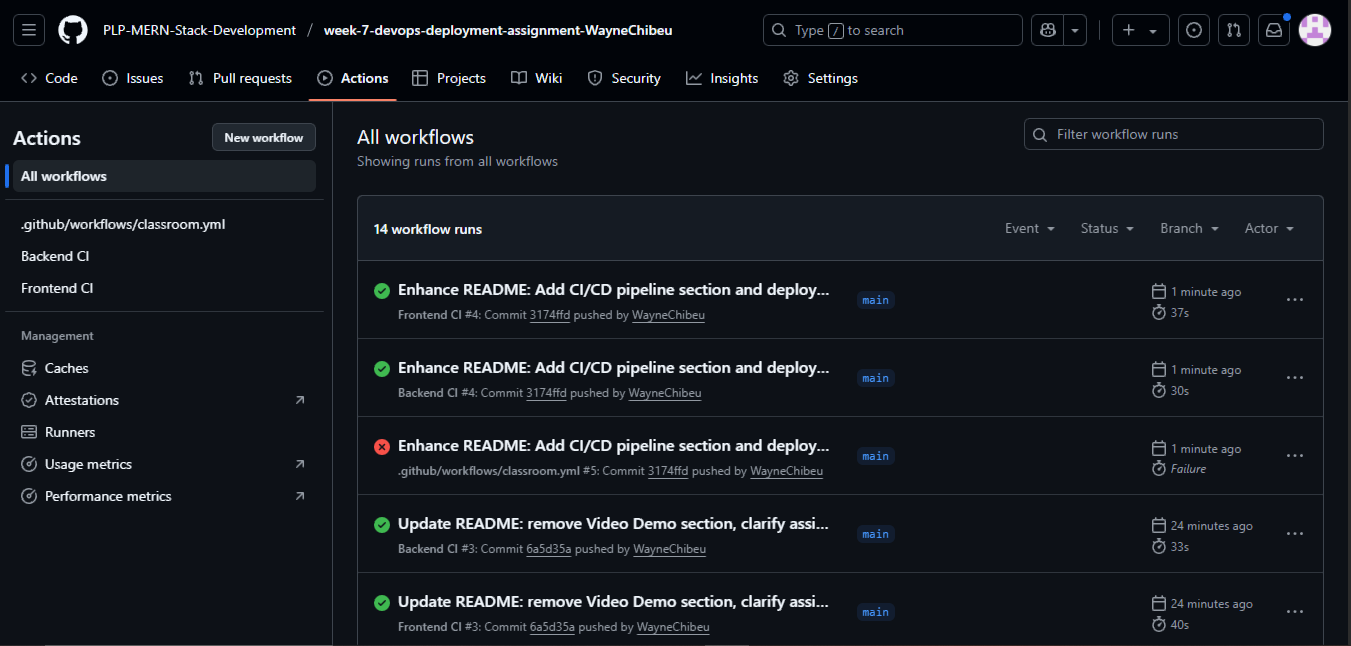 PLP-MERN-Stack-Development / week-7-devops-deployment-assignment-WayneChibeu
Type / to search
Code
Issues
Pull requests
Actions
Projects
Wiki
Security
Insights
Settings
Actions
New workflow
All workflows
.github/workflows/classroom.yml
Backend CI
Frontend CI
Management
Caches
Attestations
Runners
Usage metrics
Performance metrics
All workflows
Showing runs from all workflows
Filter workflow runs
14 workflow runs
Event
Status
Branch
Actor
Enhance README: Add CI/CD pipeline section and deploy...
Frontend CI #4: Commit 3174ffd pushed by WayneChibeu
main
1 minute ago
37s
Enhance README: Add CI/CD pipeline section and deploy...
Backend CI #4: Commit 3174ffd pushed by WayneChibeu
main
1 minute ago
30s
Enhance README: Add CI/CD pipeline section and deploy...
.github/workflows/classroom.yml #5: Commit 3174ffd pushed by WayneChibeu
main
1 minute ago
Failure
Update README: remove Video Demo section, clarify assi...
Backend CI #3: Commit 6a5d35a pushed by WayneChibeu
main
24 minutes ago
33s
Update README: remove Video Demo section, clarify assi...
Frontend CI #3: Commit 6a5d35a pushed by WayneChibeu
main
24 minutes ago
40s